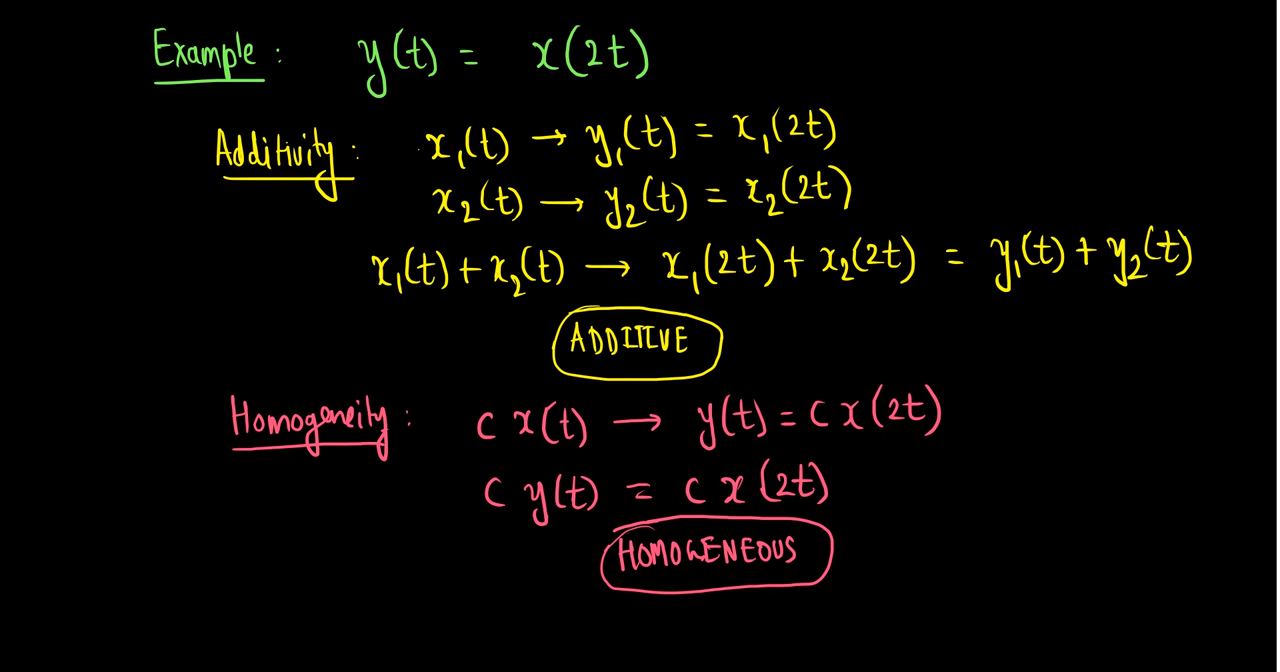 Example : y(t) = x(2t)
Additivity : x₁(t) → y₁(t) = x₁(2t)
x₂(t) → y₂(t) = x₂(2t)
x₁(t) + x₂(t) → x₁(2t) + x₂(2t) = y₁(t) + y₂(t)
ADDITIVE
Homogeneity : C x(t) → y(t) = C x(2t)
C y(t) = C x(2t)
HOMOGENEOUS